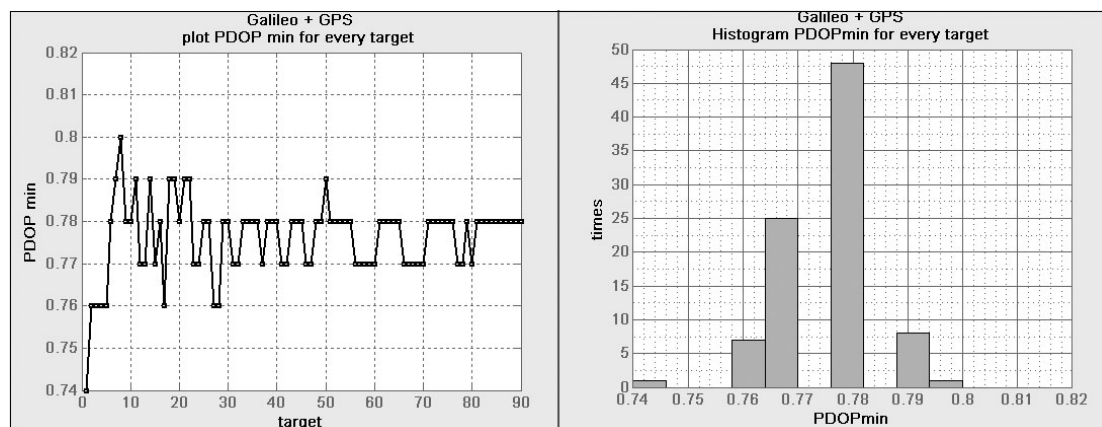 Galileo + GPS
plot PDOP min for every target
0.82
0.81
0.8
0.79
0.78
0.77
0.76
0.75
0.74
PDOP min
0 10 20 30 40 50 60 70 80 90
target
Galileo + GPS
Histogram PDOPmin for every target
50
45
40
35
30
25
20
15
10
5
0
times
0.74 0.75 0.76 0.77 0.78 0.79 0.8 0.81 0.82
PDOPmin